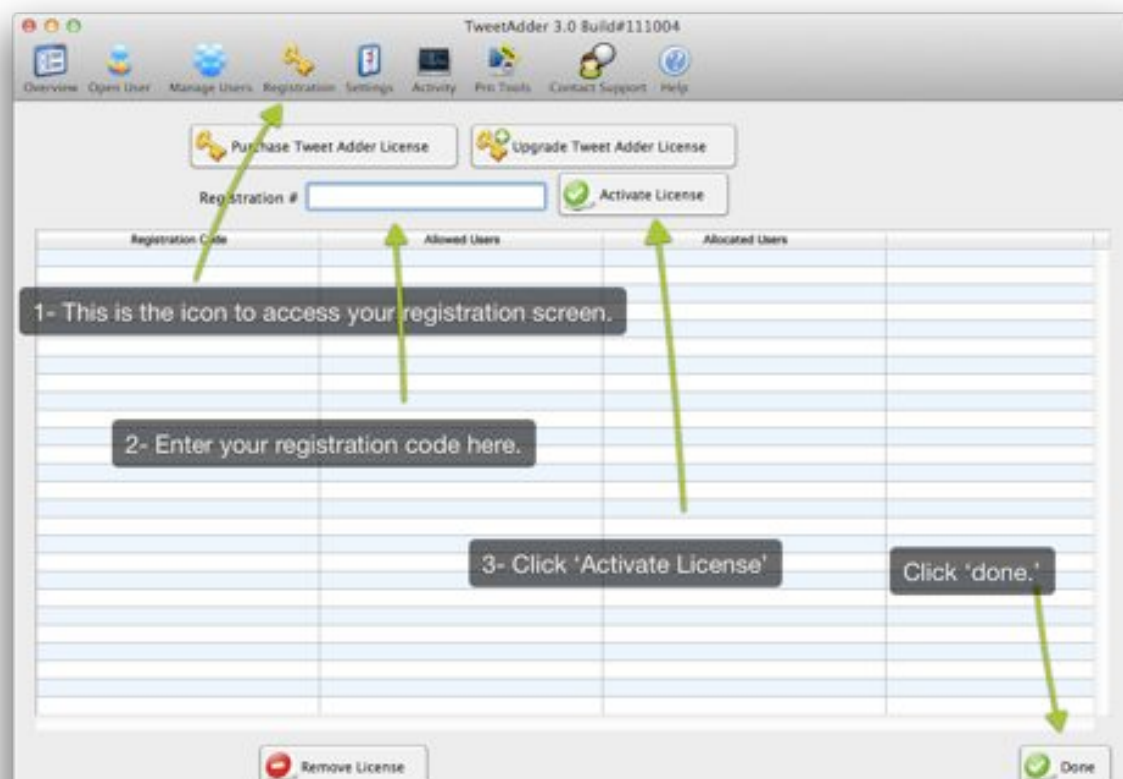 TweetAdder 3.0 Build#111004
Overview Open User Manage Users Registration Settings Activity Pro Tools Contact Support Help
Purchase Tweet Adder License Upgrade Tweet Adder License
Registration # Activate License
Registration Code Allowed Users Allocated Users
1- This is the icon to access your registration screen.
2- Enter your registration code here.
3- Click ‘Activate License’
Click ‘done.’
Remove License Done